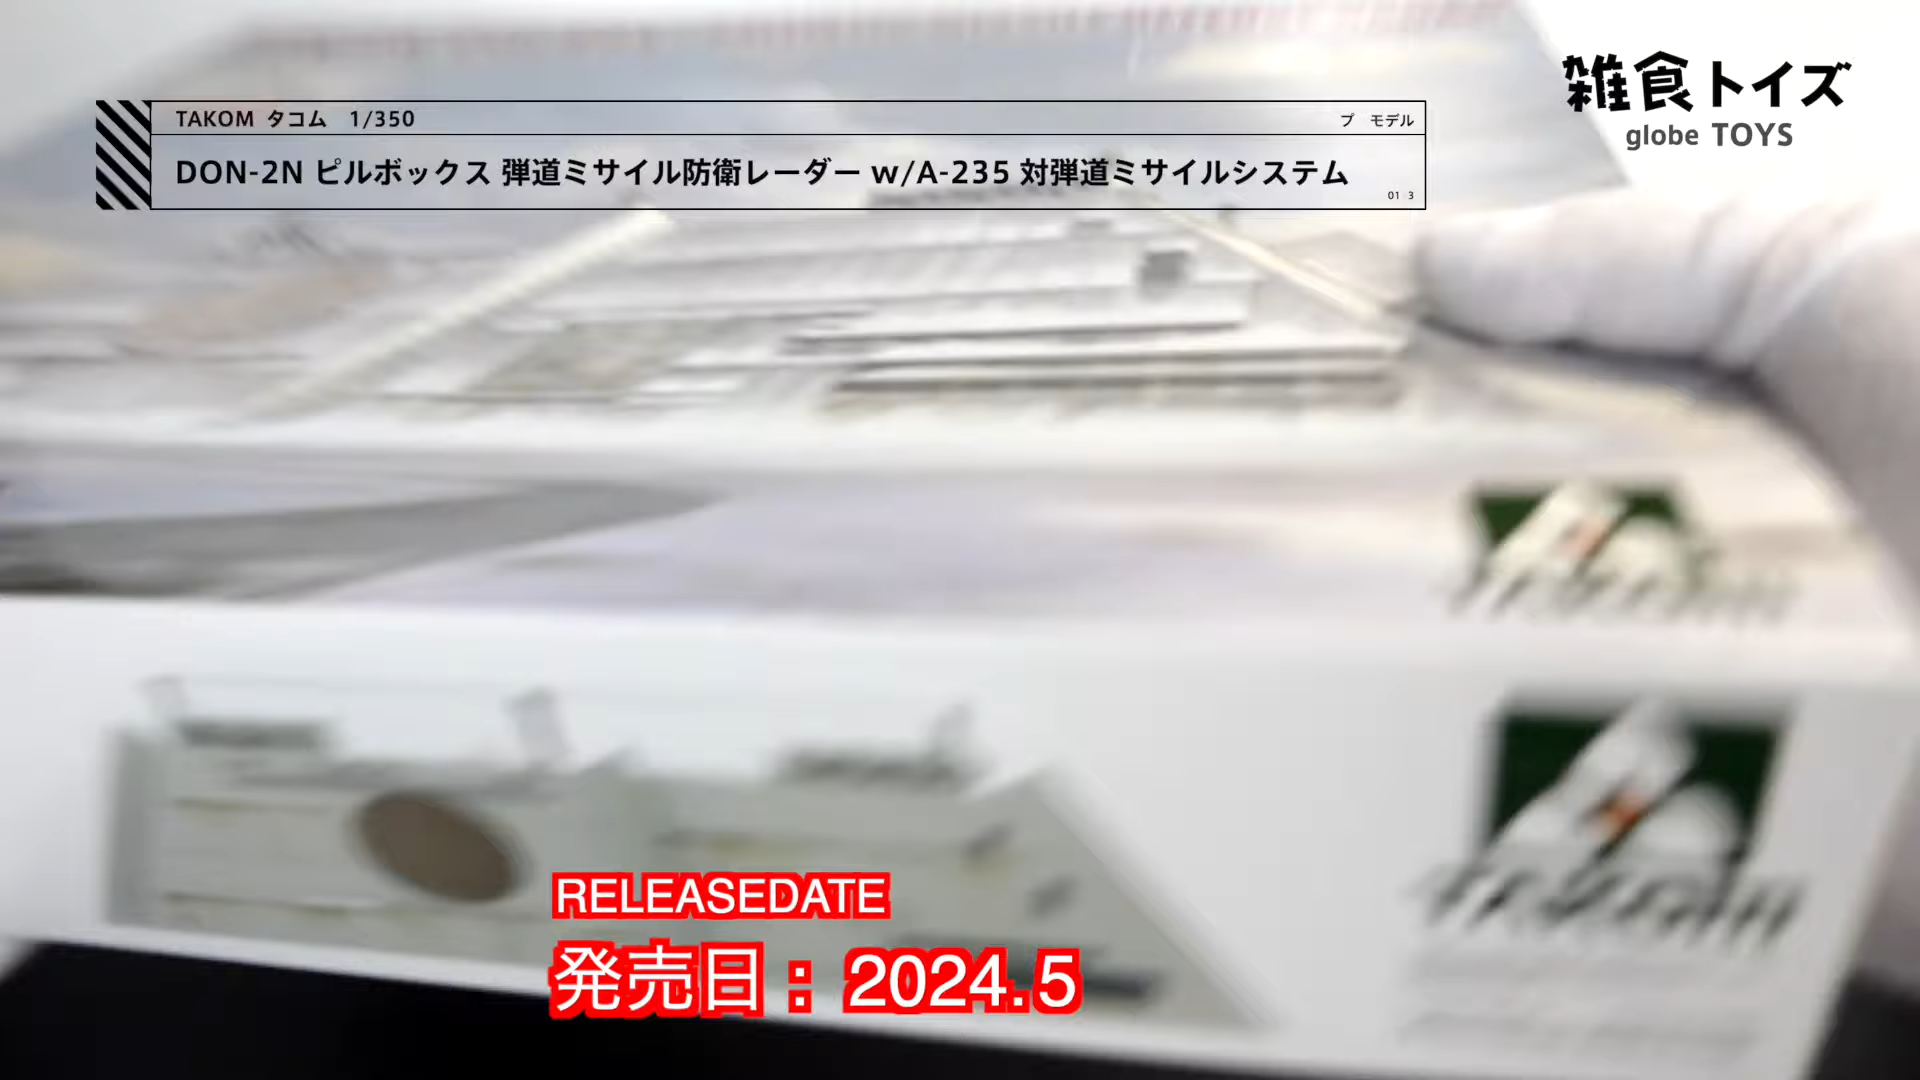 TAKOM タコム 1/350
プ モデル
DON-2N ピルボックス 弾道ミサイル防衛レーダー w/A-235 対弾道ミサイルシステム
01 3
雑食トイズ
globe TOYS
RELEASEDATE
発売日：2024.5